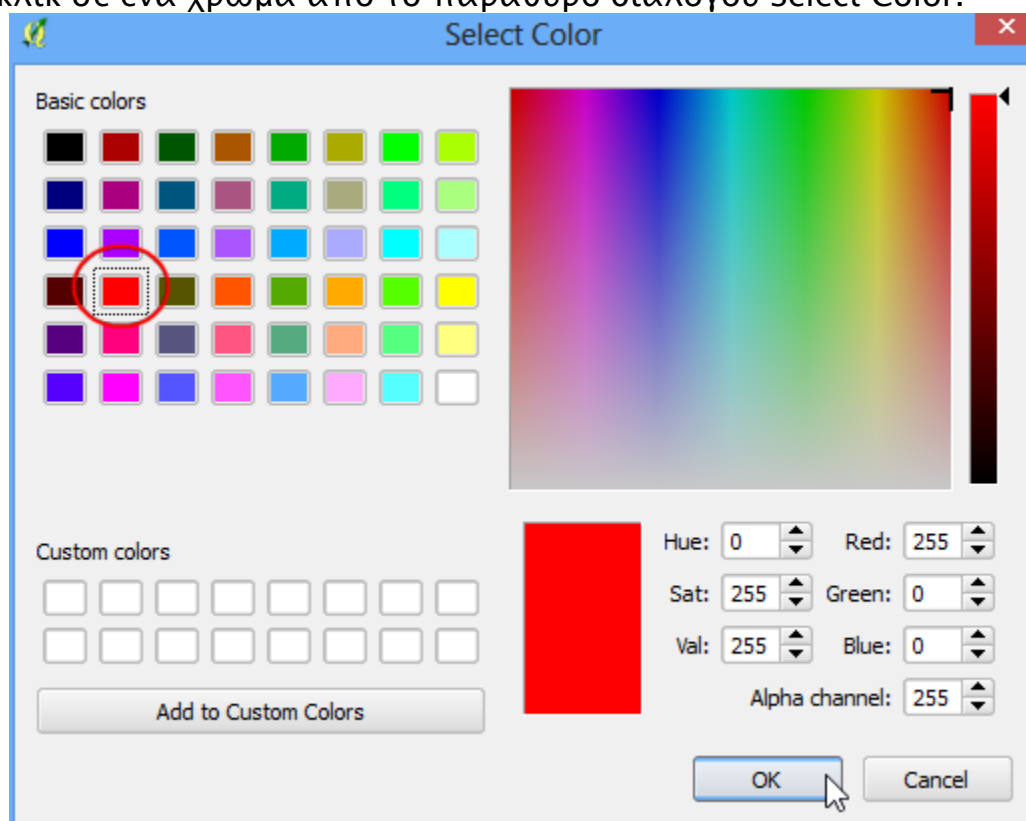 κλικ σε ένα χρώμα από το παράθυρο διαλόγου Select Color.
Select Color
Basic colors
Custom colors
Add to Custom Colors
Hue: 0 Red: 255
Sat: 255 Green: 0
Val: 255 Blue: 0
Alpha channel: 255
OK Cancel